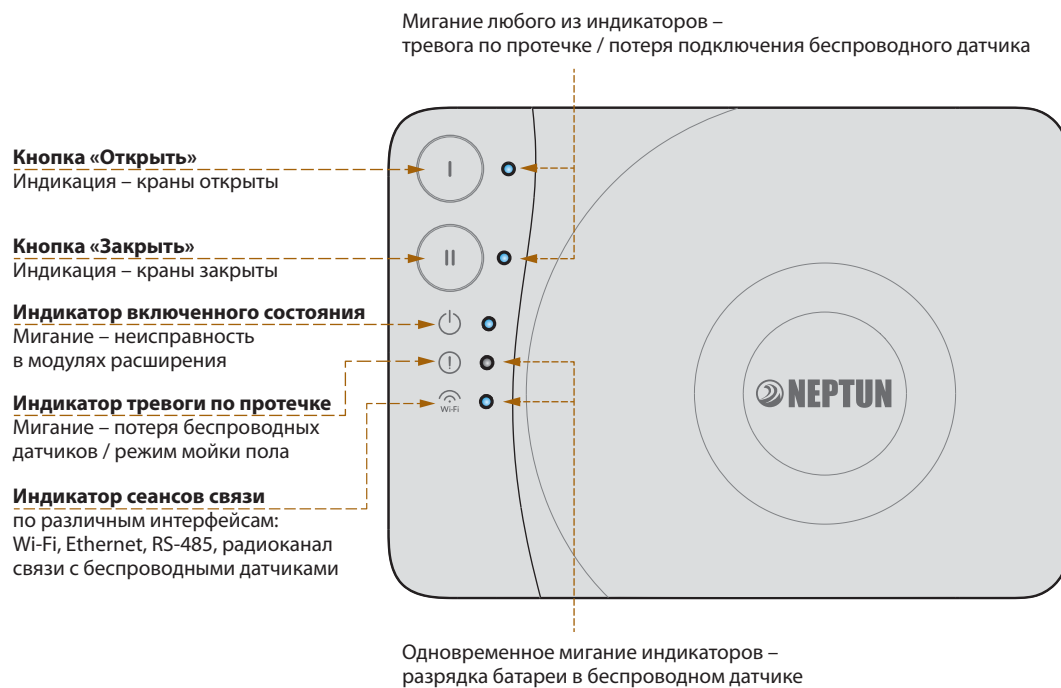 Мигание любого из индикаторов –
тревога по протечке / потеря подключения беспроводного датчика
Кнопка «Открыть»
Индикация – краны открыты
I
Кнопка «Закрыть»
Индикация – краны закрыты
II
Индикатор включенного состояния
Мигание – неисправность
в модулях расширения
!
Индикатор тревоги по протечке
Мигание – потеря беспроводных
датчиков / режим мойки пола
Wi-Fi
NEPTUN
Индикатор сеансов связи
по различным интерфейсам:
Wi-Fi, Ethernet, RS-485, радиоканал
связи с беспроводными датчиками
Одновременное мигание индикаторов –
разрядка батареи в беспроводном датчике